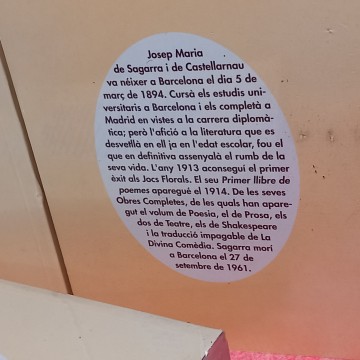 Josep Maria
de Sagarra i de Castellarnau
va néixer a Barcelona el dia 5 de
març de 1894. Cursà els estudis uni-
versitaris a Barcelona i els completà a
Madrid en vistes a la carrera diplomà-
tica; però l'afició a la literatura que es
desvetllà en ell ja en l'edat escolar, fou el
que en definitiva assenyalà el rumb de la
seva vida. L'any 1913 aconseguí el primer
èxit als Jocs Florals. El seu Primer llibre de
poemes aparegué el 1914. De les seves
Obres Completes, de les quals han apare-
gut el volum de Poesia, el de Prosa, els
dos de Teatre, els de Shakespeare
i la traducció impagable de La
Divina Comèdia. Sagarra morí
a Barcelona el 27 de
setembre de 1961.